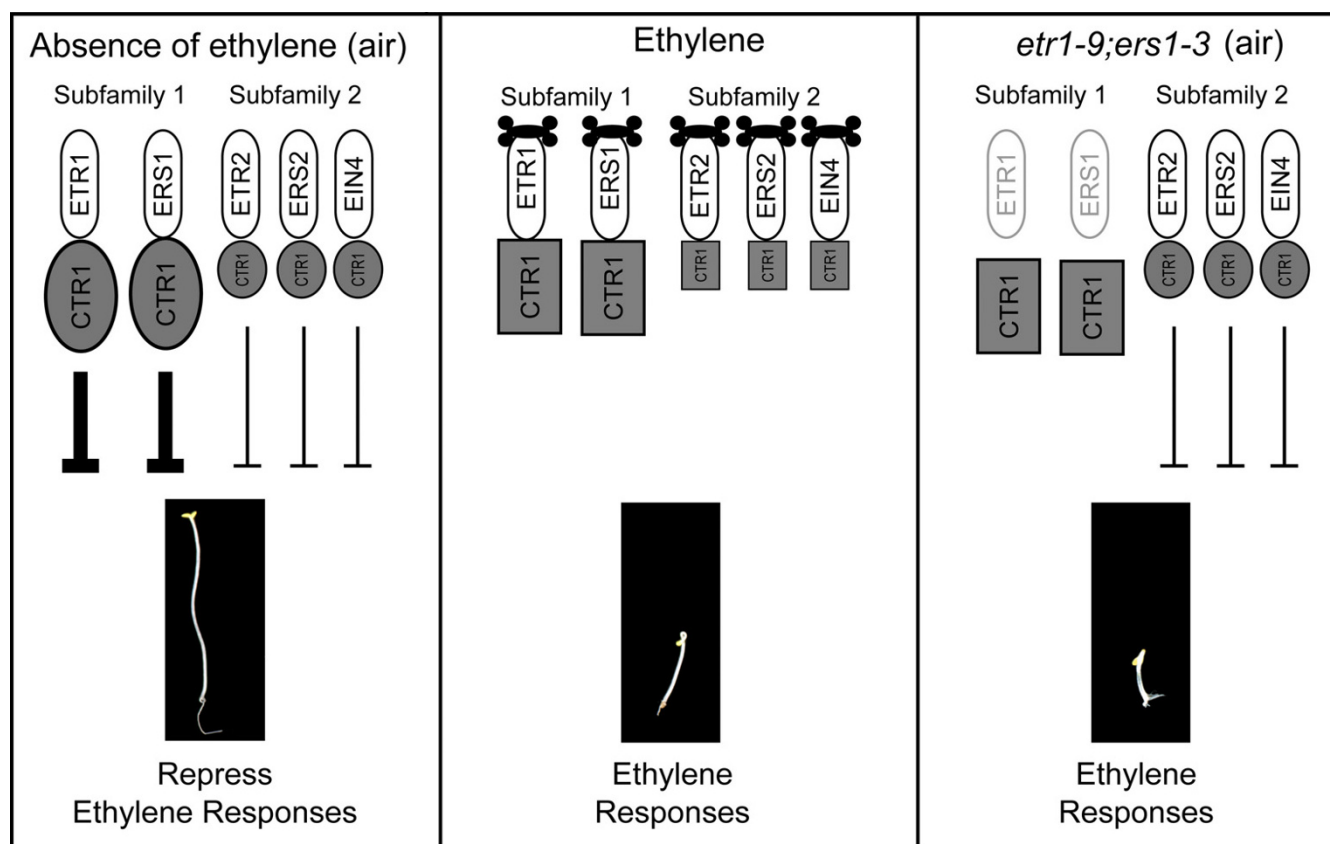 Absence of ethylene (air)
Subfamily 1 Subfamily 2
ETR1 ERS1 ETR2 ERS2 EIN4
CTR1 CTR1 CTR1 CTR1 CTR1
Repress
Ethylene Responses
Ethylene
Subfamily 1 Subfamily 2
ETR1 ERS1 ETR2 ERS2 EIN4
CTR1 CTR1 CTR1 CTR1 CTR1
Ethylene
Responses
etr1-9;ers1-3 (air)
Subfamily 1 Subfamily 2
ETR1 ERS1 ETR2 ERS2 EIN4
CTR1 CTR1 CTR1 CTR1 CTR1
Ethylene
Responses